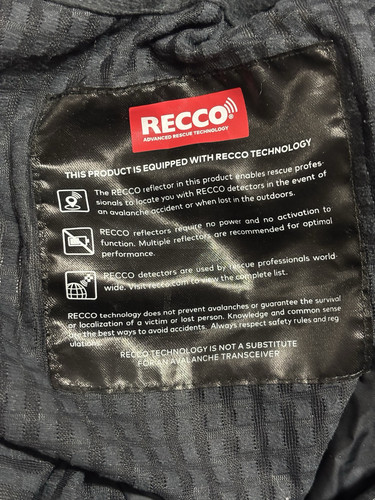 RECCO
ADVANCED RESCUE TECHNOLOGY
THIS PRODUCT IS EQUIPPED WITH RECCO TECHNOLOGY
The RECCO reflector in this product enables rescue profes-
sionals to locate you with RECCO detectors in the event of
an avalanche accident or when lost in the outdoors.
RECCO reflectors require no power and no activation to
function. Multiple reflectors are recommended for optimal
performance.
RECCO detectors are used by rescue professionals world-
wide. Visit recco.com to view the complete list.
RECCO technology does not prevent avalanches or guarantee the survival
or localization of a victim or lost person. Knowledge and common sense
are the best ways to avoid accidents. Always respect safety rules and reg
ulations.
RECCO TECHNOLOGY IS NOT A SUBSTITUTE
FOR AN AVALANCHE TRANSCEIVER